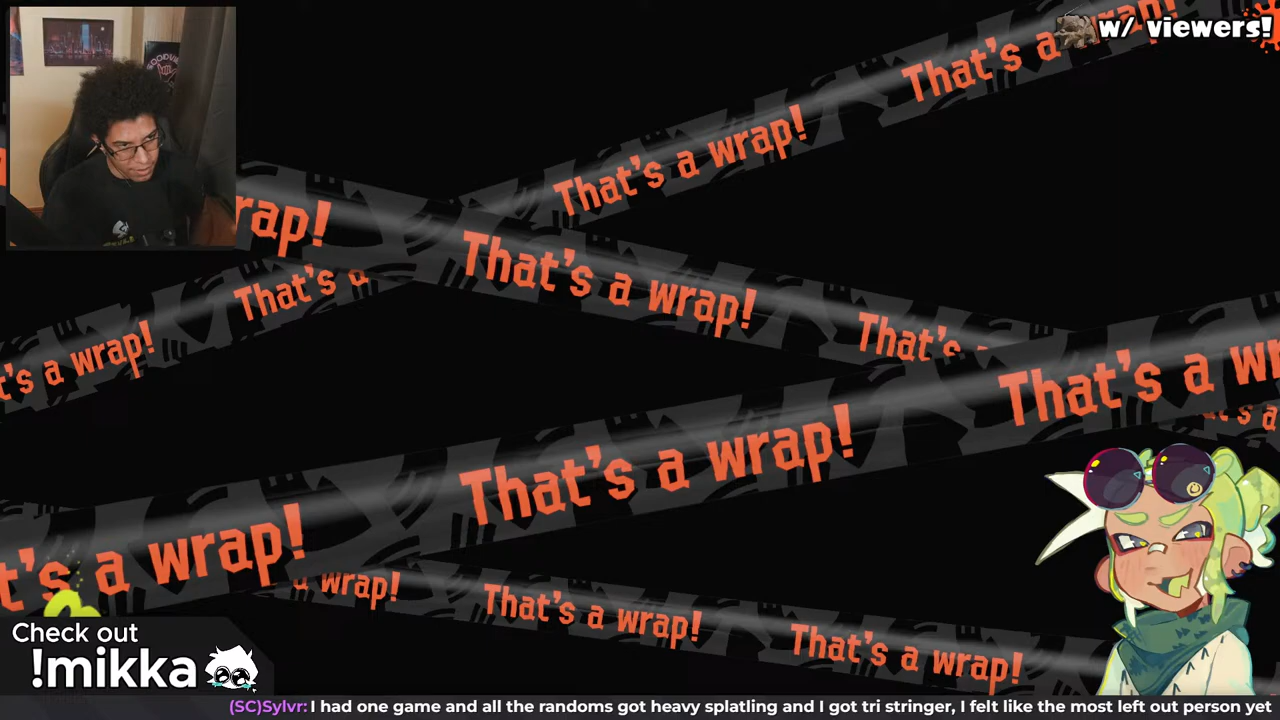 w/ viewers!
That's a wrap!
That's a wrap!
rap!
That's a wrap!
That's
That's a
t's a wrap!
That's a wr
That's a wrap!
t's a wrap!
a wrap!
That's a wrap!
That's a wrap!
Check out
!mikka
(SC)Sylvr: I had one game and all the randoms got heavy splatling and I got tri stringer, I felt like the most left out person yet